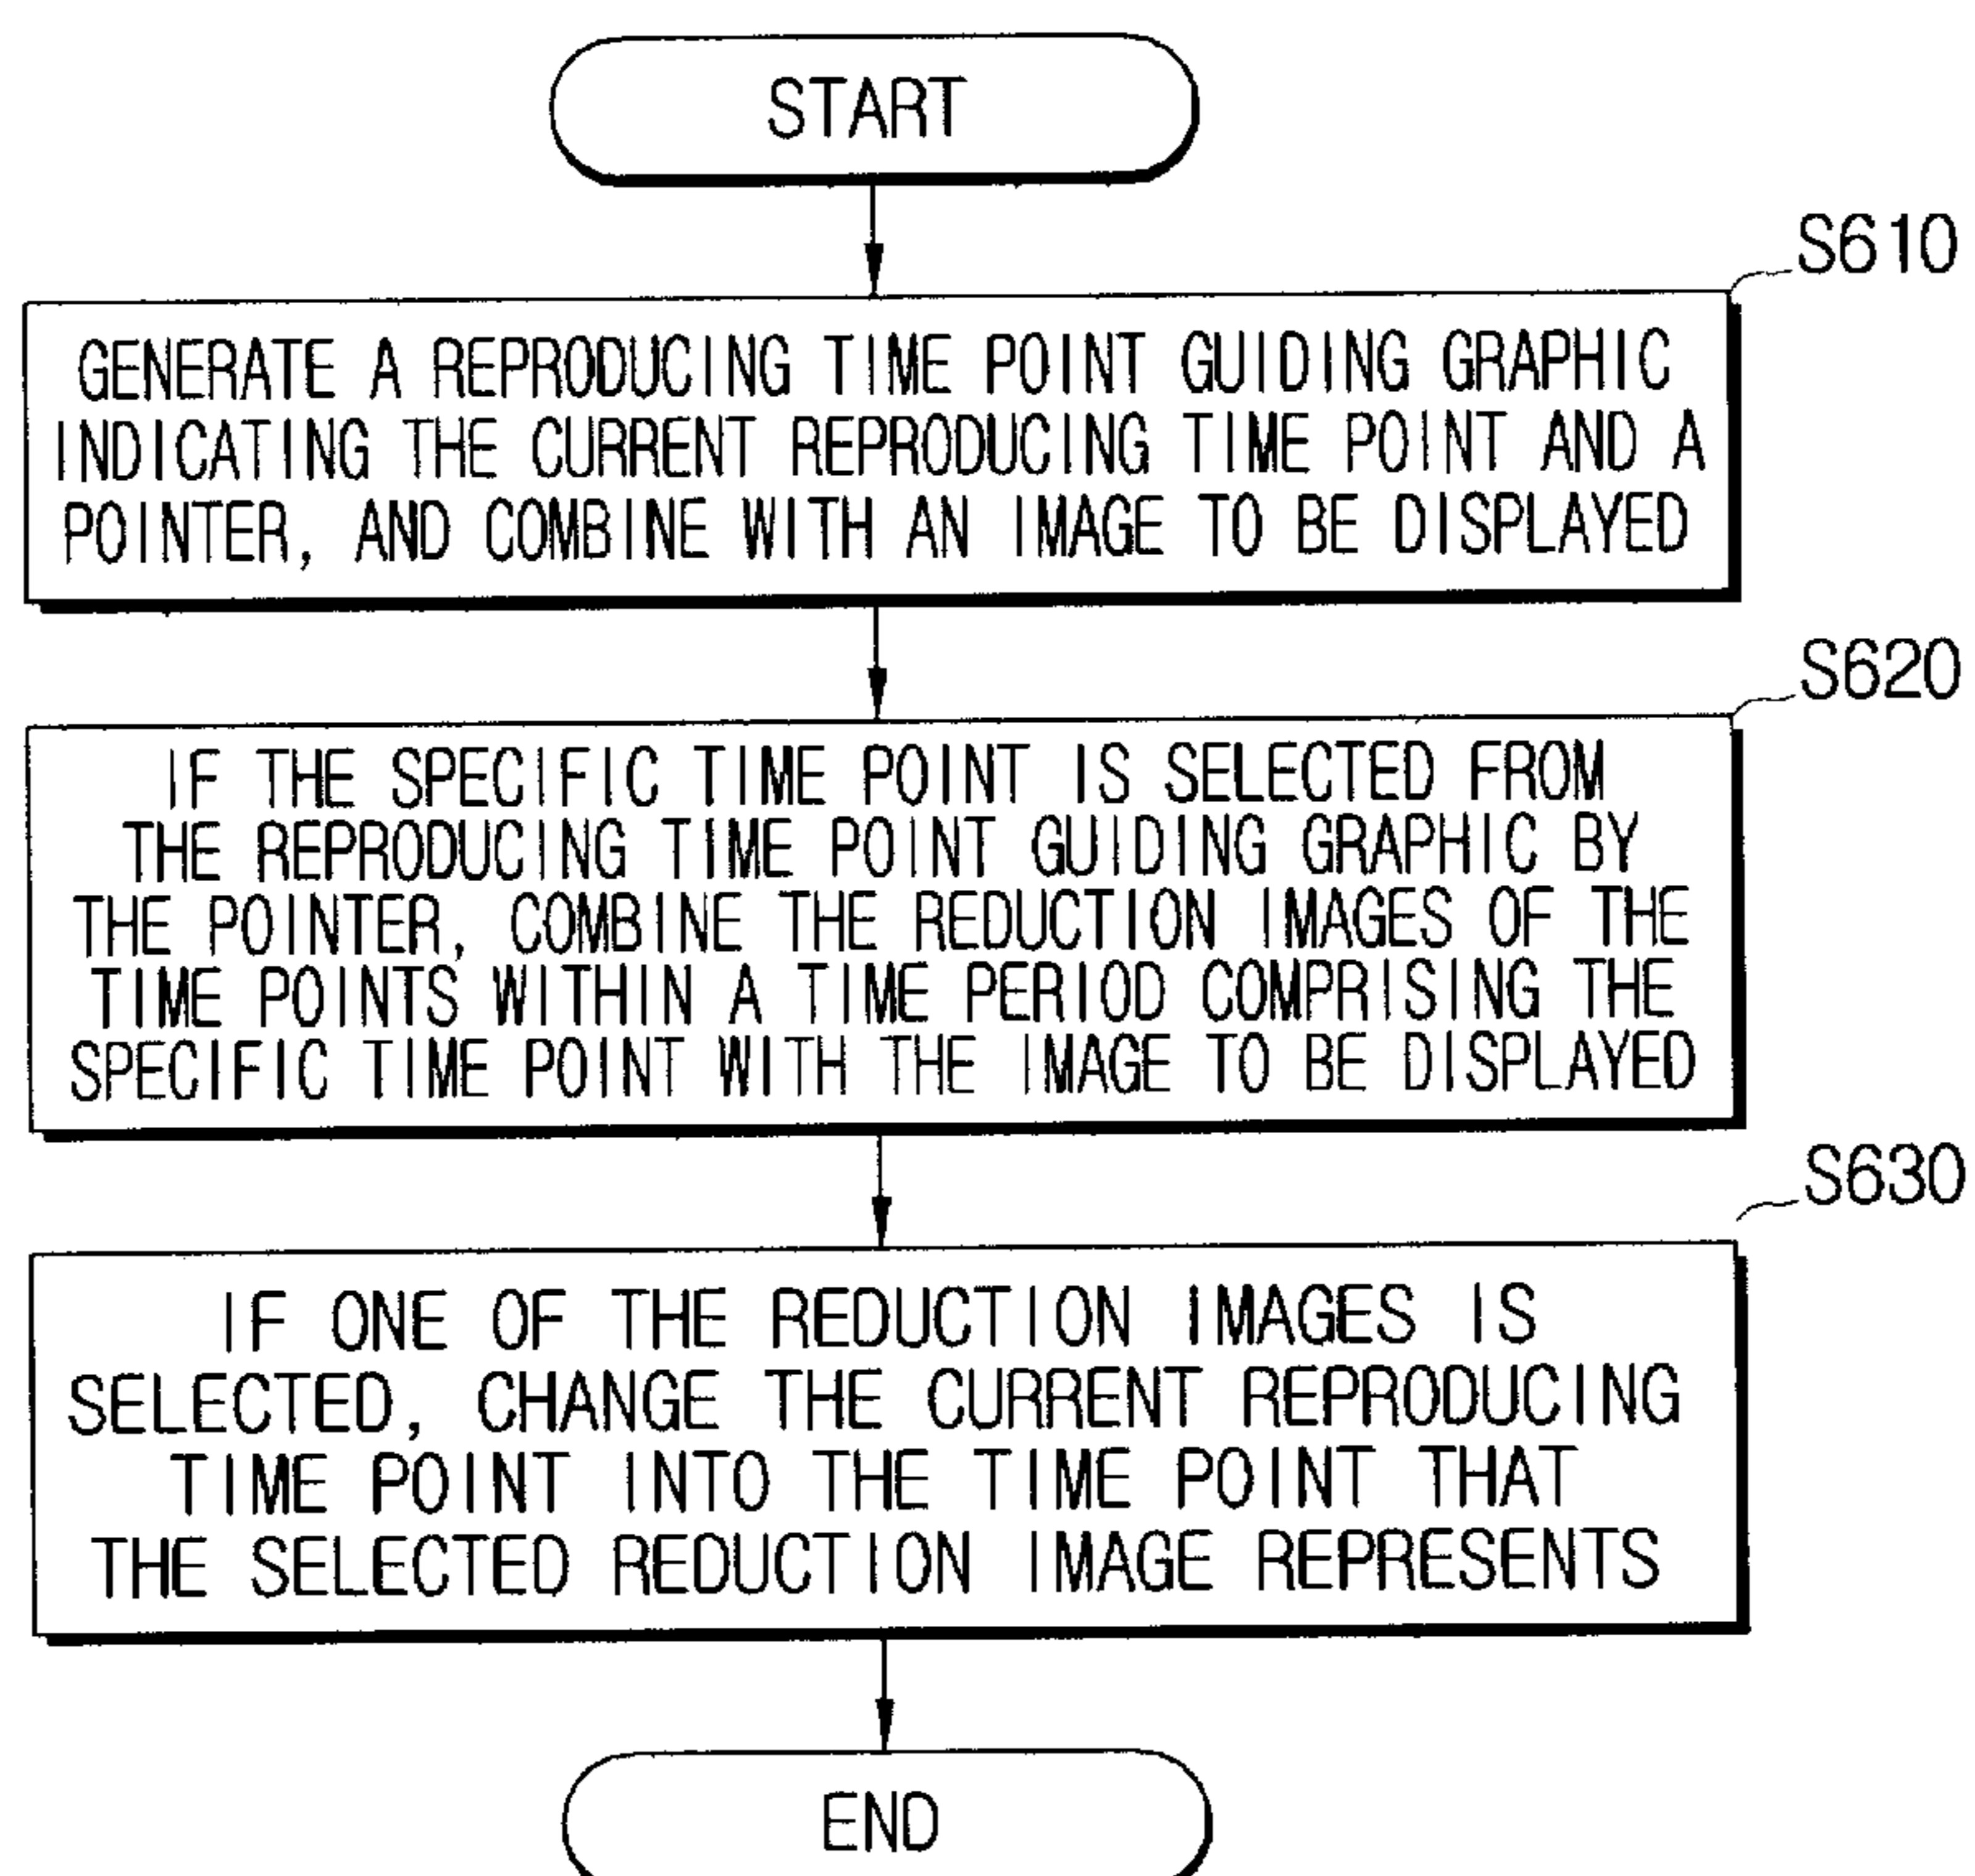 START
S610
GENERATE A REPRODUCING TIME POINT GUIDING GRAPHIC
INDICATING THE CURRENT REPRODUCING TIME POINT AND A
POINTER, AND COMBINE WITH AN IMAGE TO BE DISPLAYED
S620
IF THE SPECIFIC TIME POINT IS SELECTED FROM
THE REPRODUCING TIME POINT GUIDING GRAPHIC BY
THE POINTER, COMBINE THE REDUCTION IMAGES OF THE
TIME POINTS WITHIN A TIME PERIOD COMPRISING THE
SPECIFIC TIME POINT WITH THE IMAGE TO BE DISPLAYED
S630
IF ONE OF THE REDUCTION IMAGES IS
SELECTED, CHANGE THE CURRENT REPRODUCING
TIME POINT INTO THE TIME POINT THAT
THE SELECTED REDUCTION IMAGE REPRESENTS
END